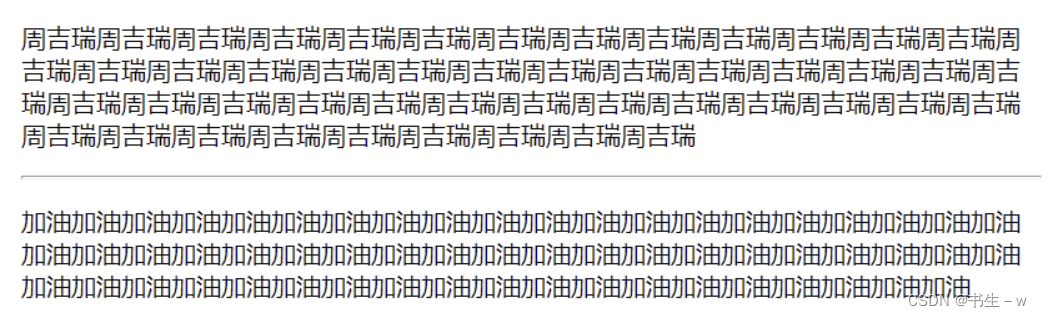 周吉瑞周吉瑞周吉瑞周吉瑞周吉瑞周吉瑞周吉瑞周吉瑞周吉瑞周吉瑞周吉瑞周吉瑞周吉瑞周
吉瑞周吉瑞周吉瑞周吉瑞周吉瑞周吉瑞周吉瑞周吉瑞周吉瑞周吉瑞周吉瑞周吉瑞周吉瑞周吉
瑞周吉瑞周吉瑞周吉瑞周吉瑞周吉瑞周吉瑞周吉瑞周吉瑞周吉瑞周吉瑞周吉瑞周吉瑞周吉瑞
周吉瑞周吉瑞周吉瑞周吉瑞周吉瑞周吉瑞周吉瑞周吉瑞周吉瑞
加油加油加油加油加油加油加油加油加油加油加油加油加油加油加油加油加油加油加油加油
加油加油加油加油加油加油加油加油加油加油加油加油加油加油加油加油加油加油加油加油
加油加油加油加油加油加油加油加油加油加油加油加油加油加油加油加油加油加油加油
CSDN @书生－w